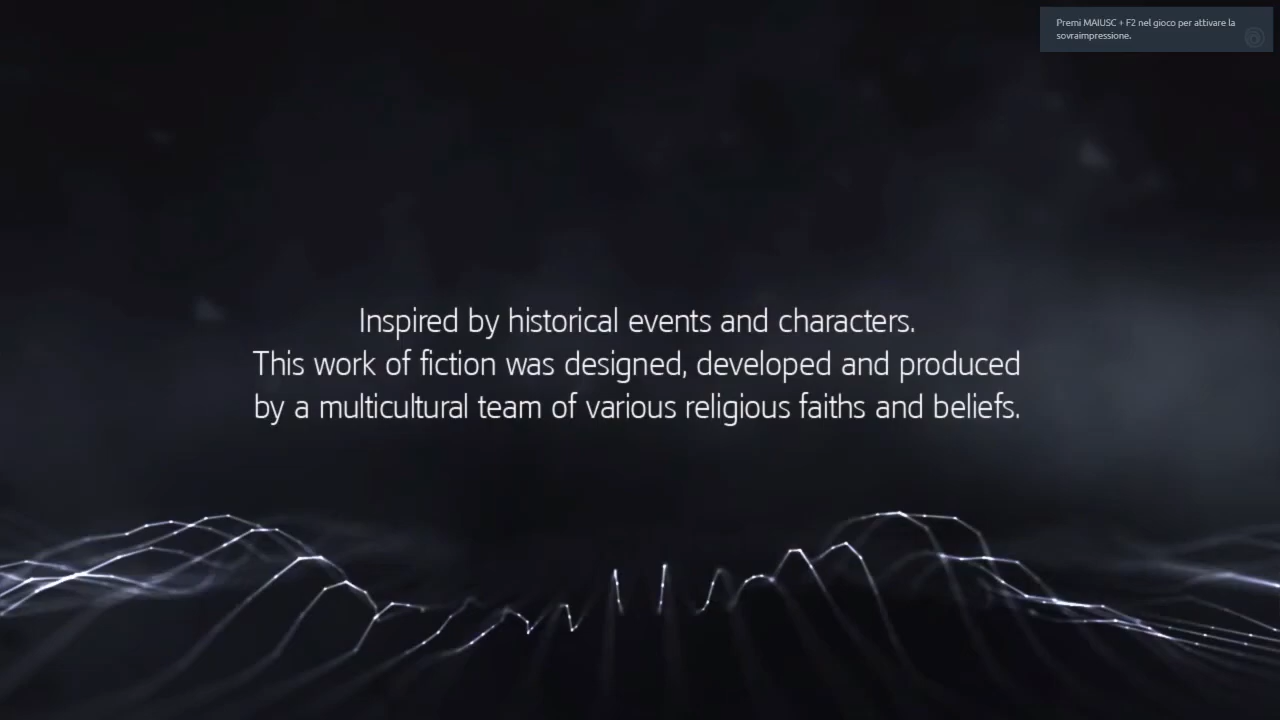 Premi MAIUSC + F2 nel gioco per attivare la
sovraimpressione.
Inspired by historical events and characters.
This work of fiction was designed, developed and produced
by a multicultural team of various religious faiths and beliefs.